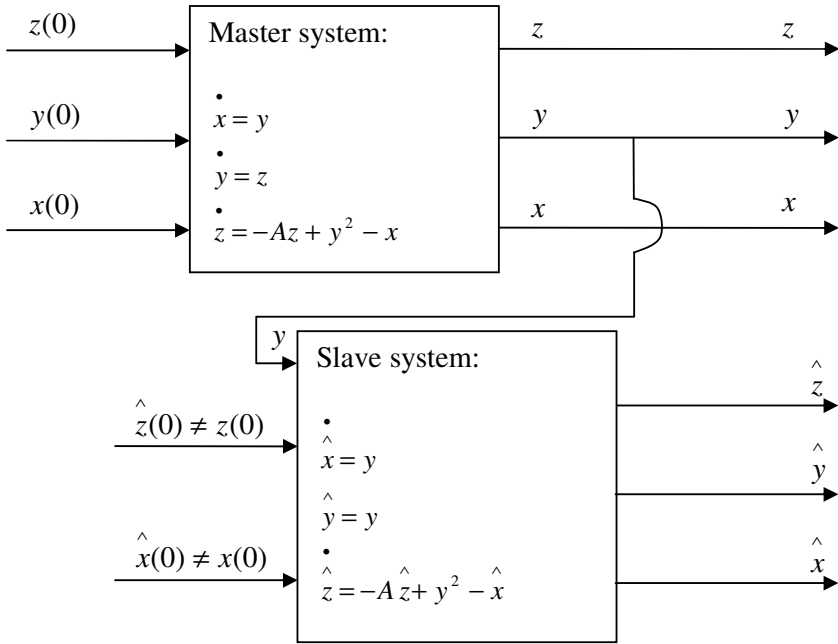 z(0)
Master system:
z
z
y(0)
ẋ = y
y
y
ẏ = z
x(0)
x
x
ż = −Az + y² − x
y
Slave system:
ẑ
ẑ(0) ≠ z(0)
x̂̇ = y
ŷ
ŷ = y
x̂(0) ≠ x(0)
x̂
ẑ̇ = −Aẑ + y² − x̂